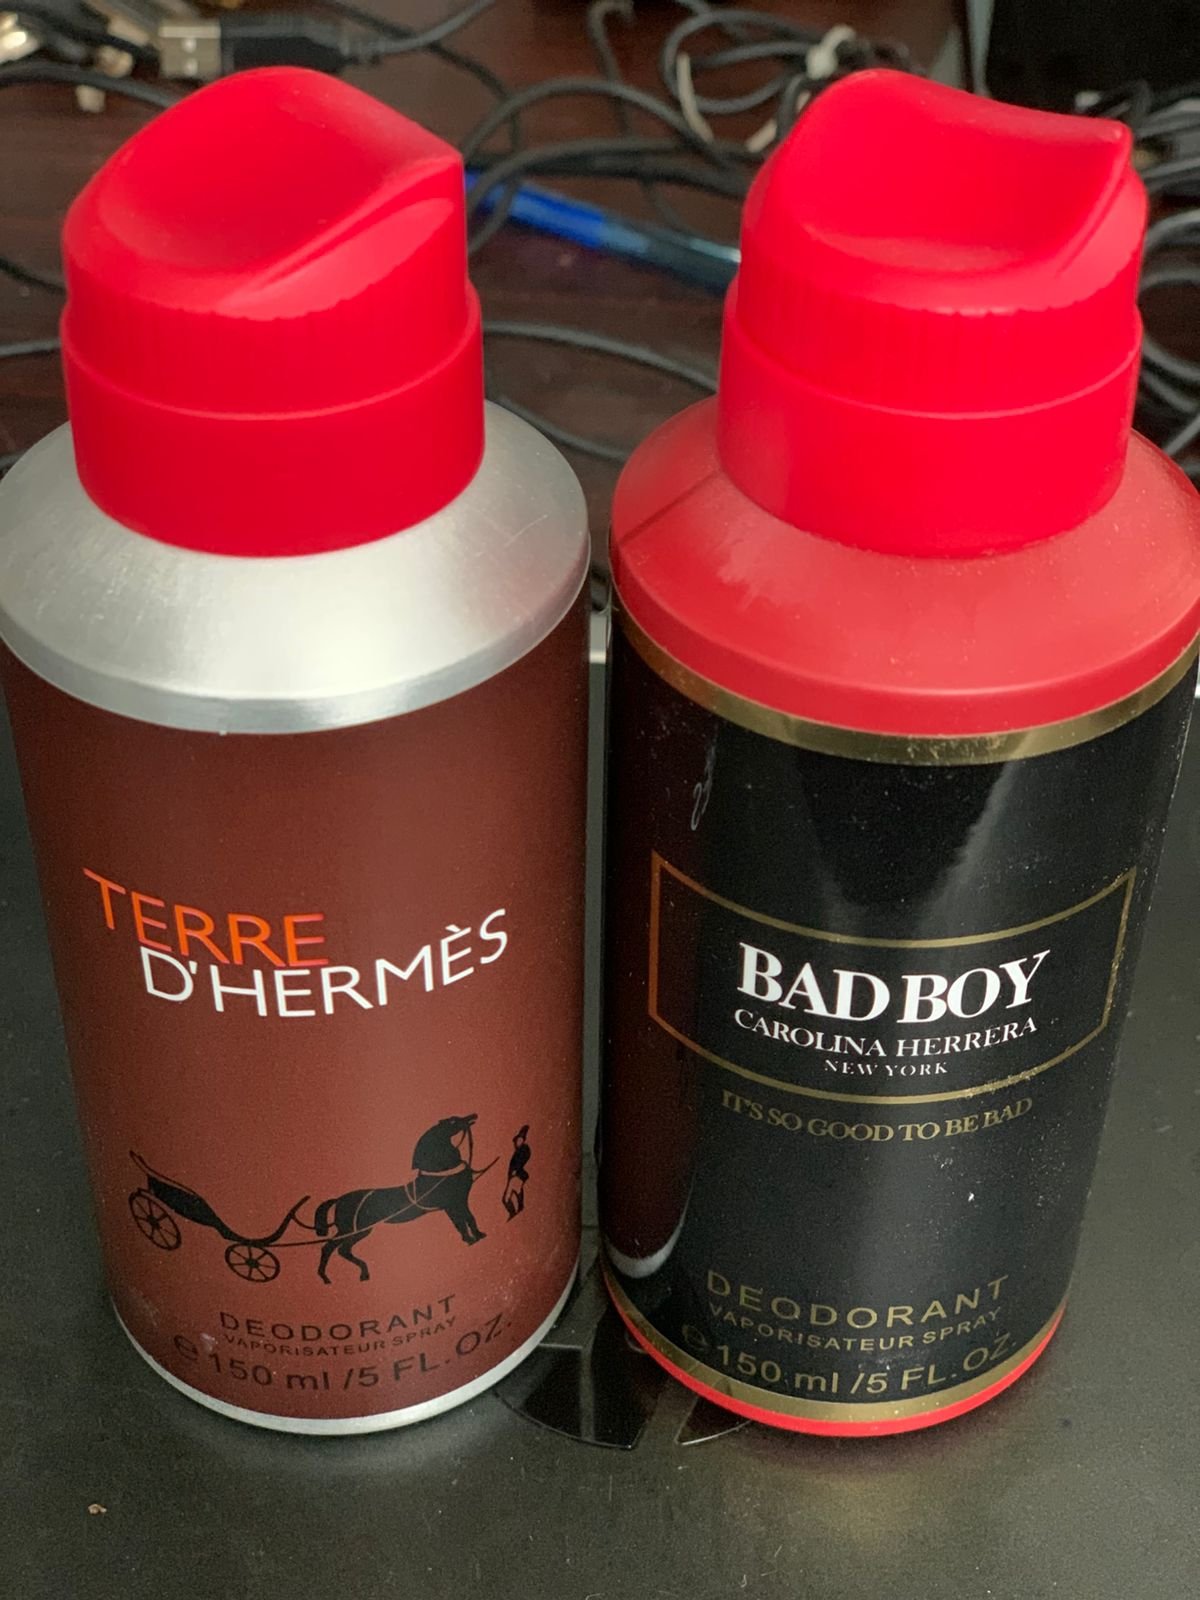 TERRE
D'HERMÈS
DEODORANT
VAPORISATEUR SPRAY
e 150 ml /5 FL. OZ.
BAD BOY
CAROLINA HERRERA
NEW YORK
IT'S SO GOOD TO BE BAD
DEODORANT
VAPORISATEUR SPRAY
e 150 ml /5 FL. OZ.